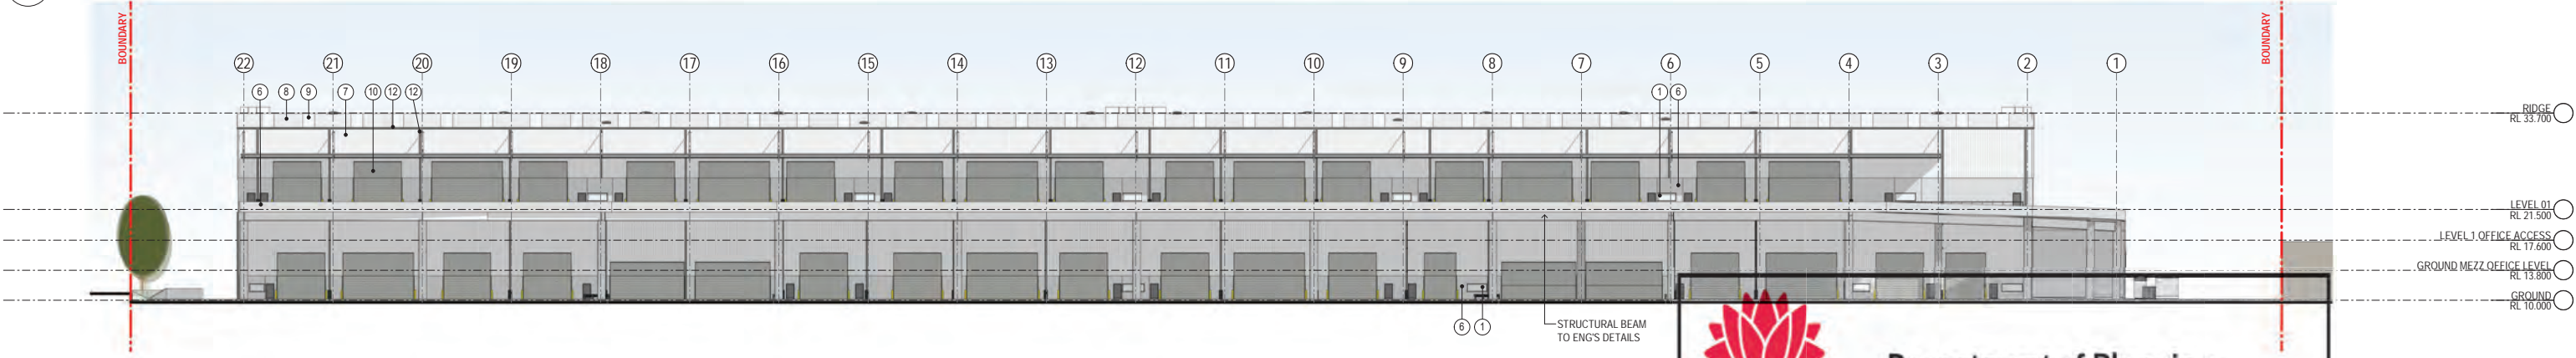 BOUNDARY
BOUNDARY
22 21 20 19 18 17 16 15 14 13 12 11 10 9 8 7 6 5 4 3 2 1
6 8 9 7 10 12 12 1 6
RIDGE
RL 33.700
LEVEL 01
RL 21.500
LEVEL 1 OFFICE ACCESS
RL 17.600
GROUND MEZZ OFFICE LEVEL
RL 13.800
GROUND
RL 10.000
6 1
STRUCTURAL BEAM
TO ENG'S DETAILS